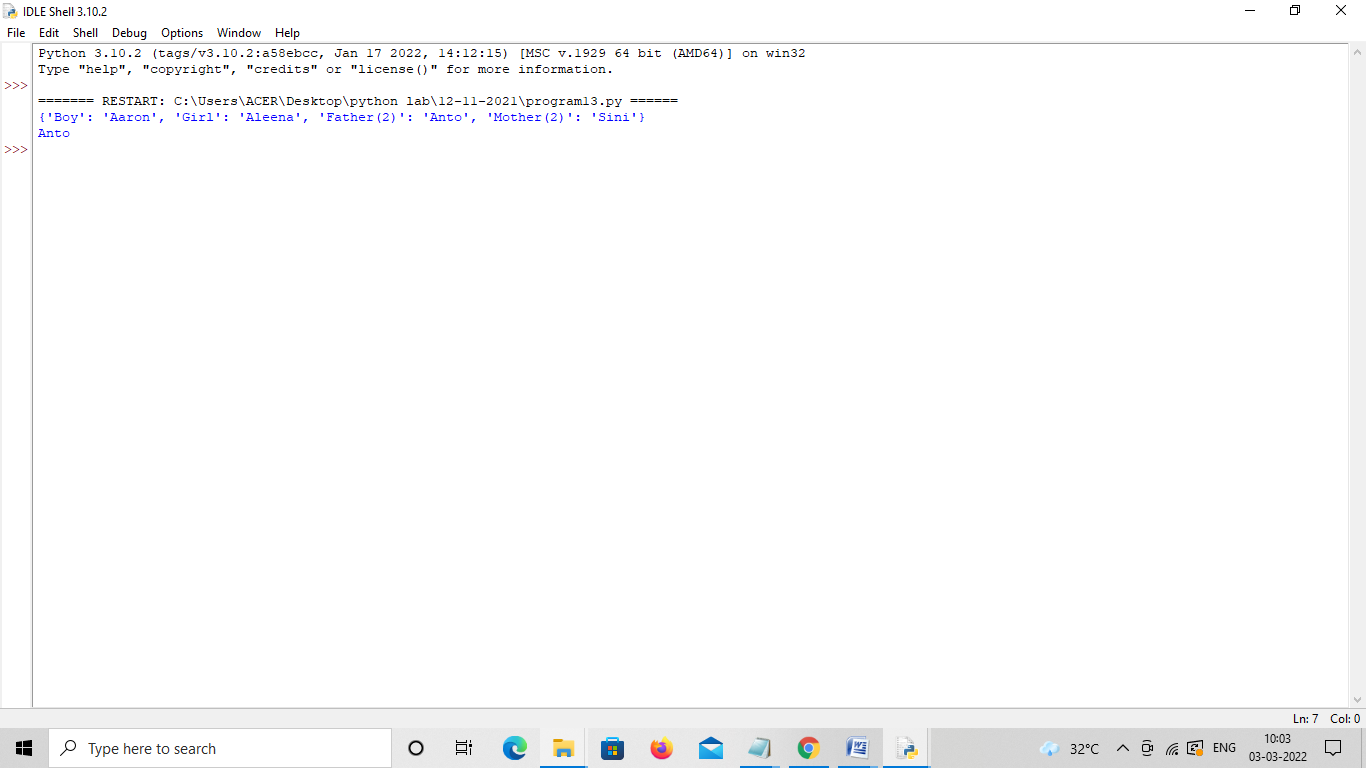 IDLE Shell 3.10.2
File Edit Shell Debug Options Window Help
Python 3.10.2 (tags/v3.10.2:a58ebcc, Jan 17 2022, 14:12:15) [MSC v.1929 64 bit (AMD64)] on win32
Type "help", "copyright", "credits" or "license()" for more information.
>>>
======= RESTART: C:\Users\ACER\Desktop\python lab\12-11-2021\program13.py ======
{'Boy': 'Aaron', 'Girl': 'Aleena', 'Father(2)': 'Anto', 'Mother(2)': 'Sini'}
Anto
>>>
Ln: 7 Col: 0
Type here to search
32°C
ENG
10:03
03-03-2022